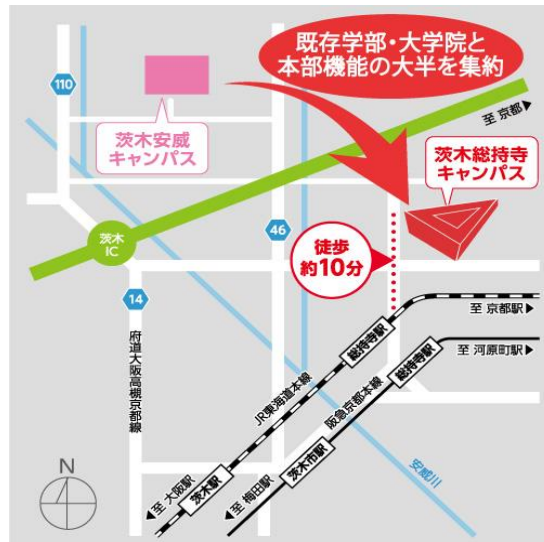 既存学部・大学院と
本部機能の大半を集約
110
茨木安威
キャンパス
至 京都▶
茨木総持寺
キャンパス
茨木
IC
46
徒歩
約10分
14
府道大阪高槻京都線
至 京都駅▶
総持寺駅
総持寺駅
至 河原町駅▶
JR東海道本線
阪急京都本線
茨木駅
茨木市駅
◀至 大阪駅
◀至 梅田駅
安威川
N